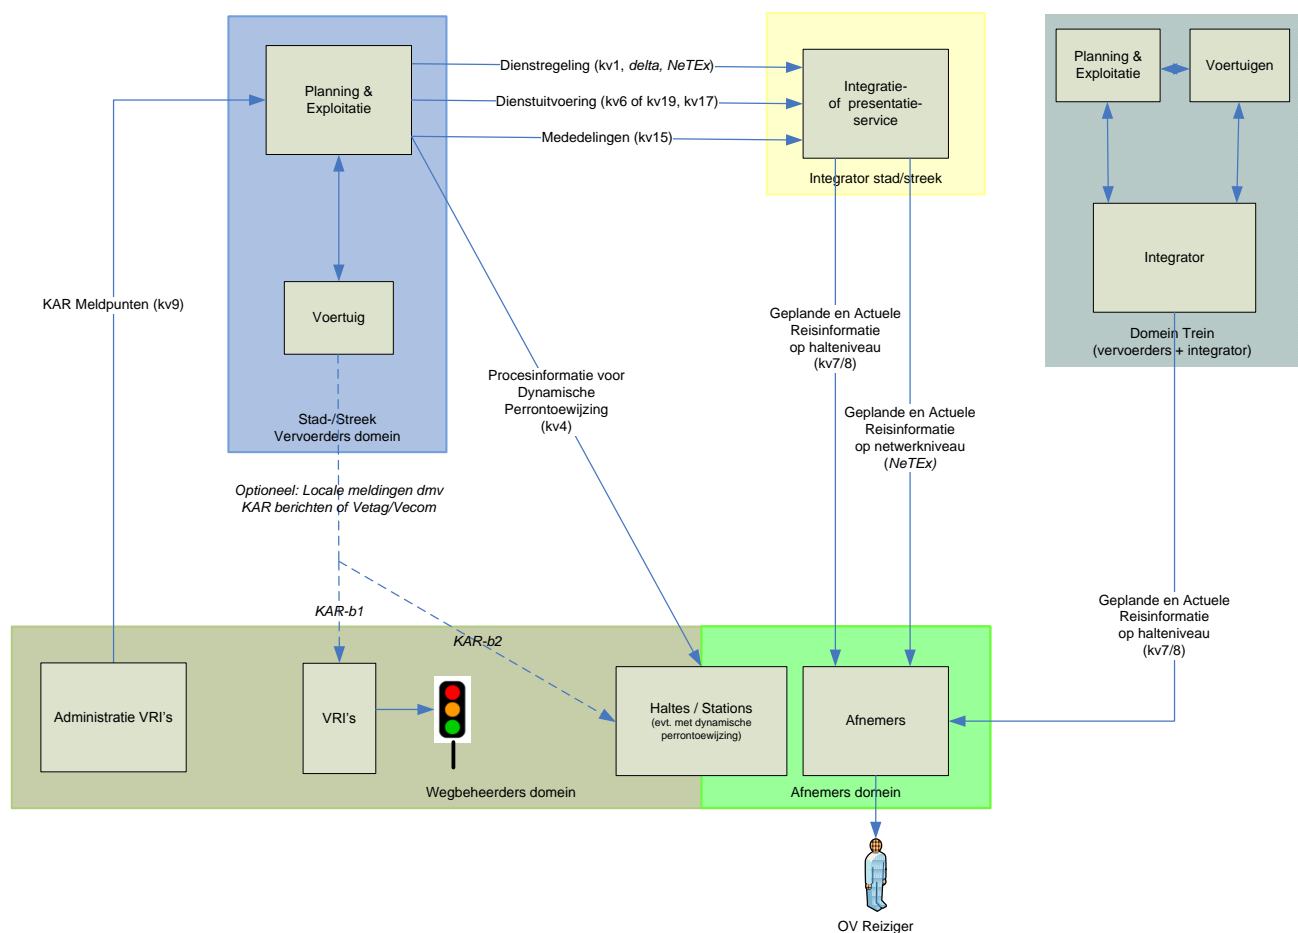 Planning &
Exploitatie
Dienstregeling (kv1, delta, NeTEx)
Dienstuitvoering (kv6 of kv19, kv17)
Mededelingen (kv15)
Integratie-
of presentatie-
service
Integrator stad/streek
Planning &
Exploitatie
Voertuigen
Integrator
Domein Trein
(vervoerders + integrator)
KAR Meldpunten (kv9)
Voertuig
Stad-/Streek
Vervoerders domein
Procesinformatie voor
Dynamische
Perrontoewijzing
(kv4)
Geplande en Actuele
Reisinformatie
op halteniveau
(kv7/8)
Geplande en Actuele
Reisinformatie
op netwerkniveau
(NeTEx)
Optioneel: Locale meldingen dmv
KAR berichten of Vetag/Vecom
KAR-b1
KAR-b2
Geplande en Actuele
Reisinformatie
op halteniveau
(kv7/8)
Administratie VRI's
VRI's
Haltes / Stations
(evt. met dynamische
perrontoewijzing)
Afnemers
Wegbeheerders domein
Afnemers domein
OV Reiziger